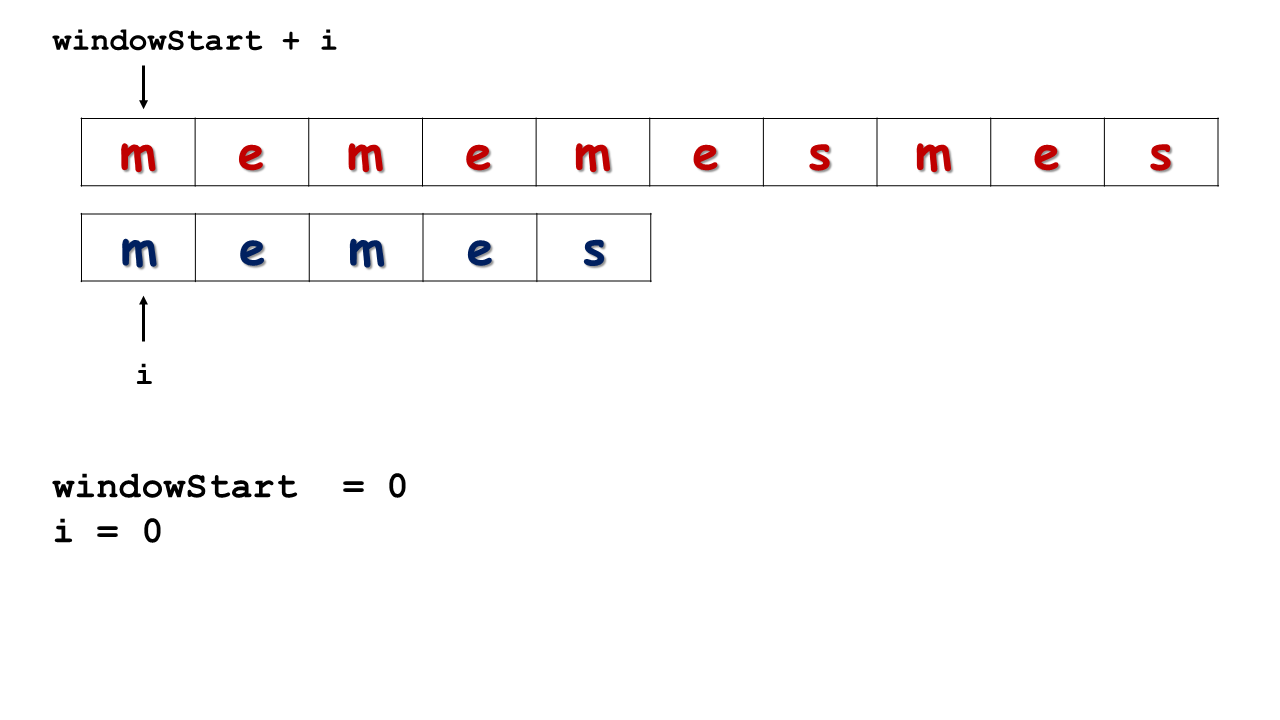 windowStart + i
m e m e m e s m e s
m e m e s
i
windowStart  = 0
i = 0